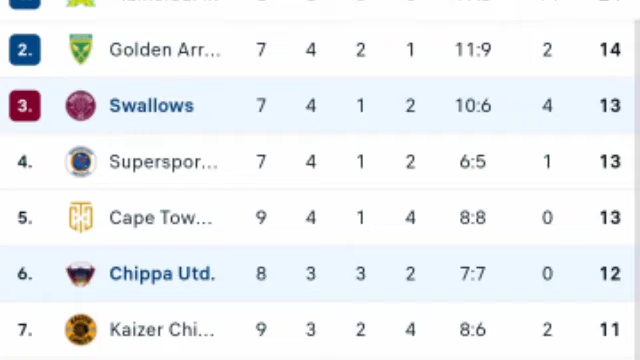 2. Golden Arr... 7 4 2 1 11:9 2 14
3. Swallows 7 4 1 2 10:6 4 13
4. Superspor... 7 4 1 2 6:5 1 13
5. Cape Tow... 9 4 1 4 8:8 0 13
6. Chippa Utd. 8 3 3 2 7:7 0 12
7. Kaizer Chi... 9 3 2 4 8:6 2 11